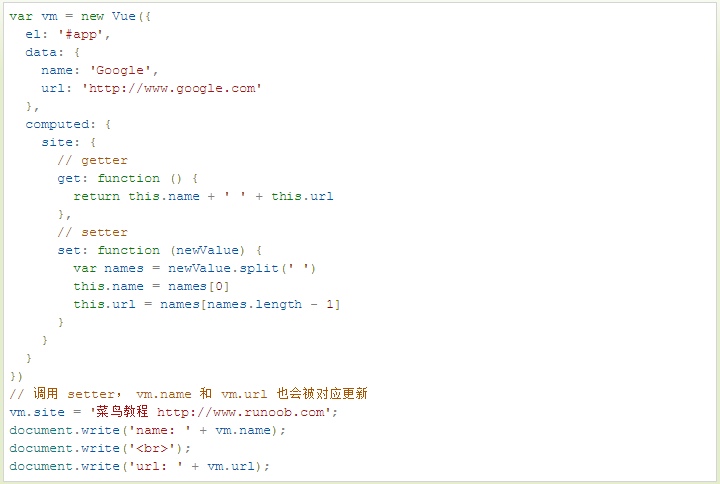 var vm = new Vue({
  el: '#app',
  data: {
    name: 'Google',
    url: 'http://www.google.com'
  },
  computed: {
    site: {
      // getter
      get: function () {
        return this.name + ' ' + this.url
      },
      // setter
      set: function (newValue) {
        var names = newValue.split(' ')
        this.name = names[0]
        this.url = names[names.length - 1]
      }
    }
  }
})
// 调用 setter， vm.name 和 vm.url 也会被对应更新
vm.site = '菜鸟教程 http://www.runoob.com';
document.write('name: ' + vm.name);
document.write('<br>');
document.write('url: ' + vm.url);